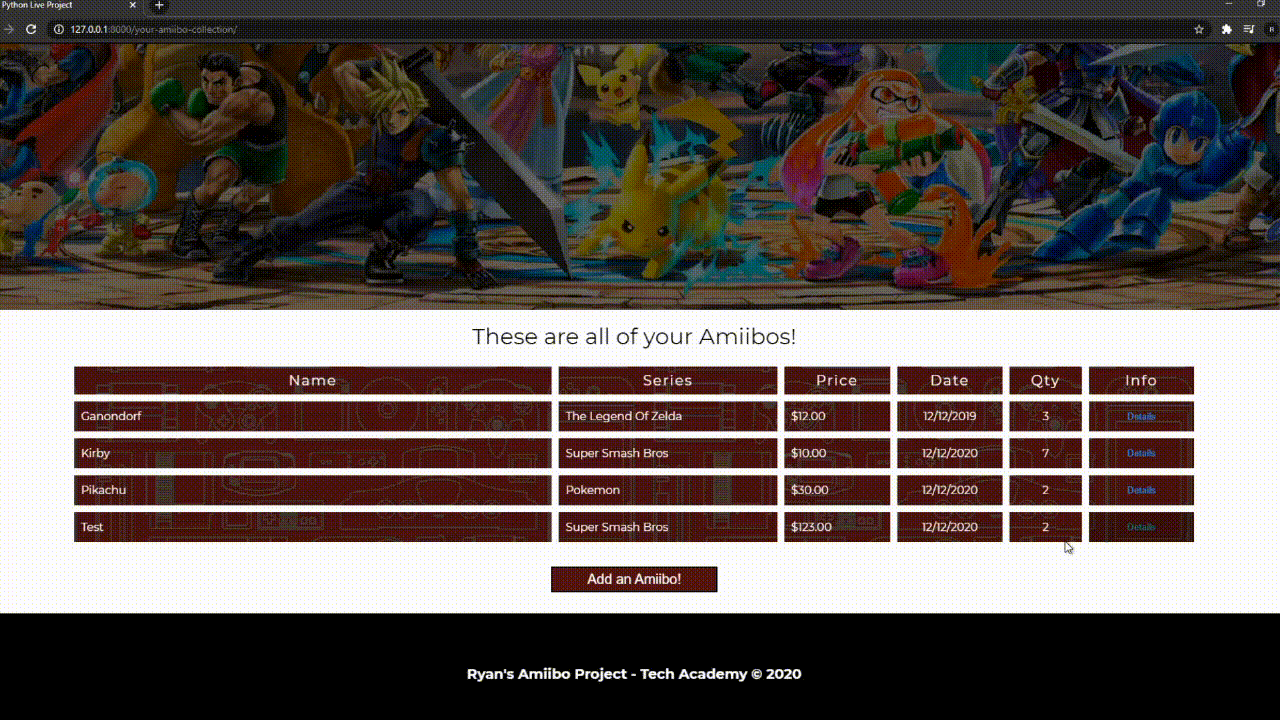 Python Live Project
127.0.0.1:8000/your-amiibo-collection/
These are all of your Amiibos!
Name Series Price Date Qty Info
Ganondorf The Legend Of Zelda $12.00 12/12/2019 3 Details
Kirby Super Smash Bros $10.00 12/12/2020 7 Details
Pikachu Pokemon $30.00 12/12/2020 2 Details
Test Super Smash Bros $123.00 12/12/2020 2 Details
Add an Amiibo!
Ryan's Amiibo Project - Tech Academy © 2020